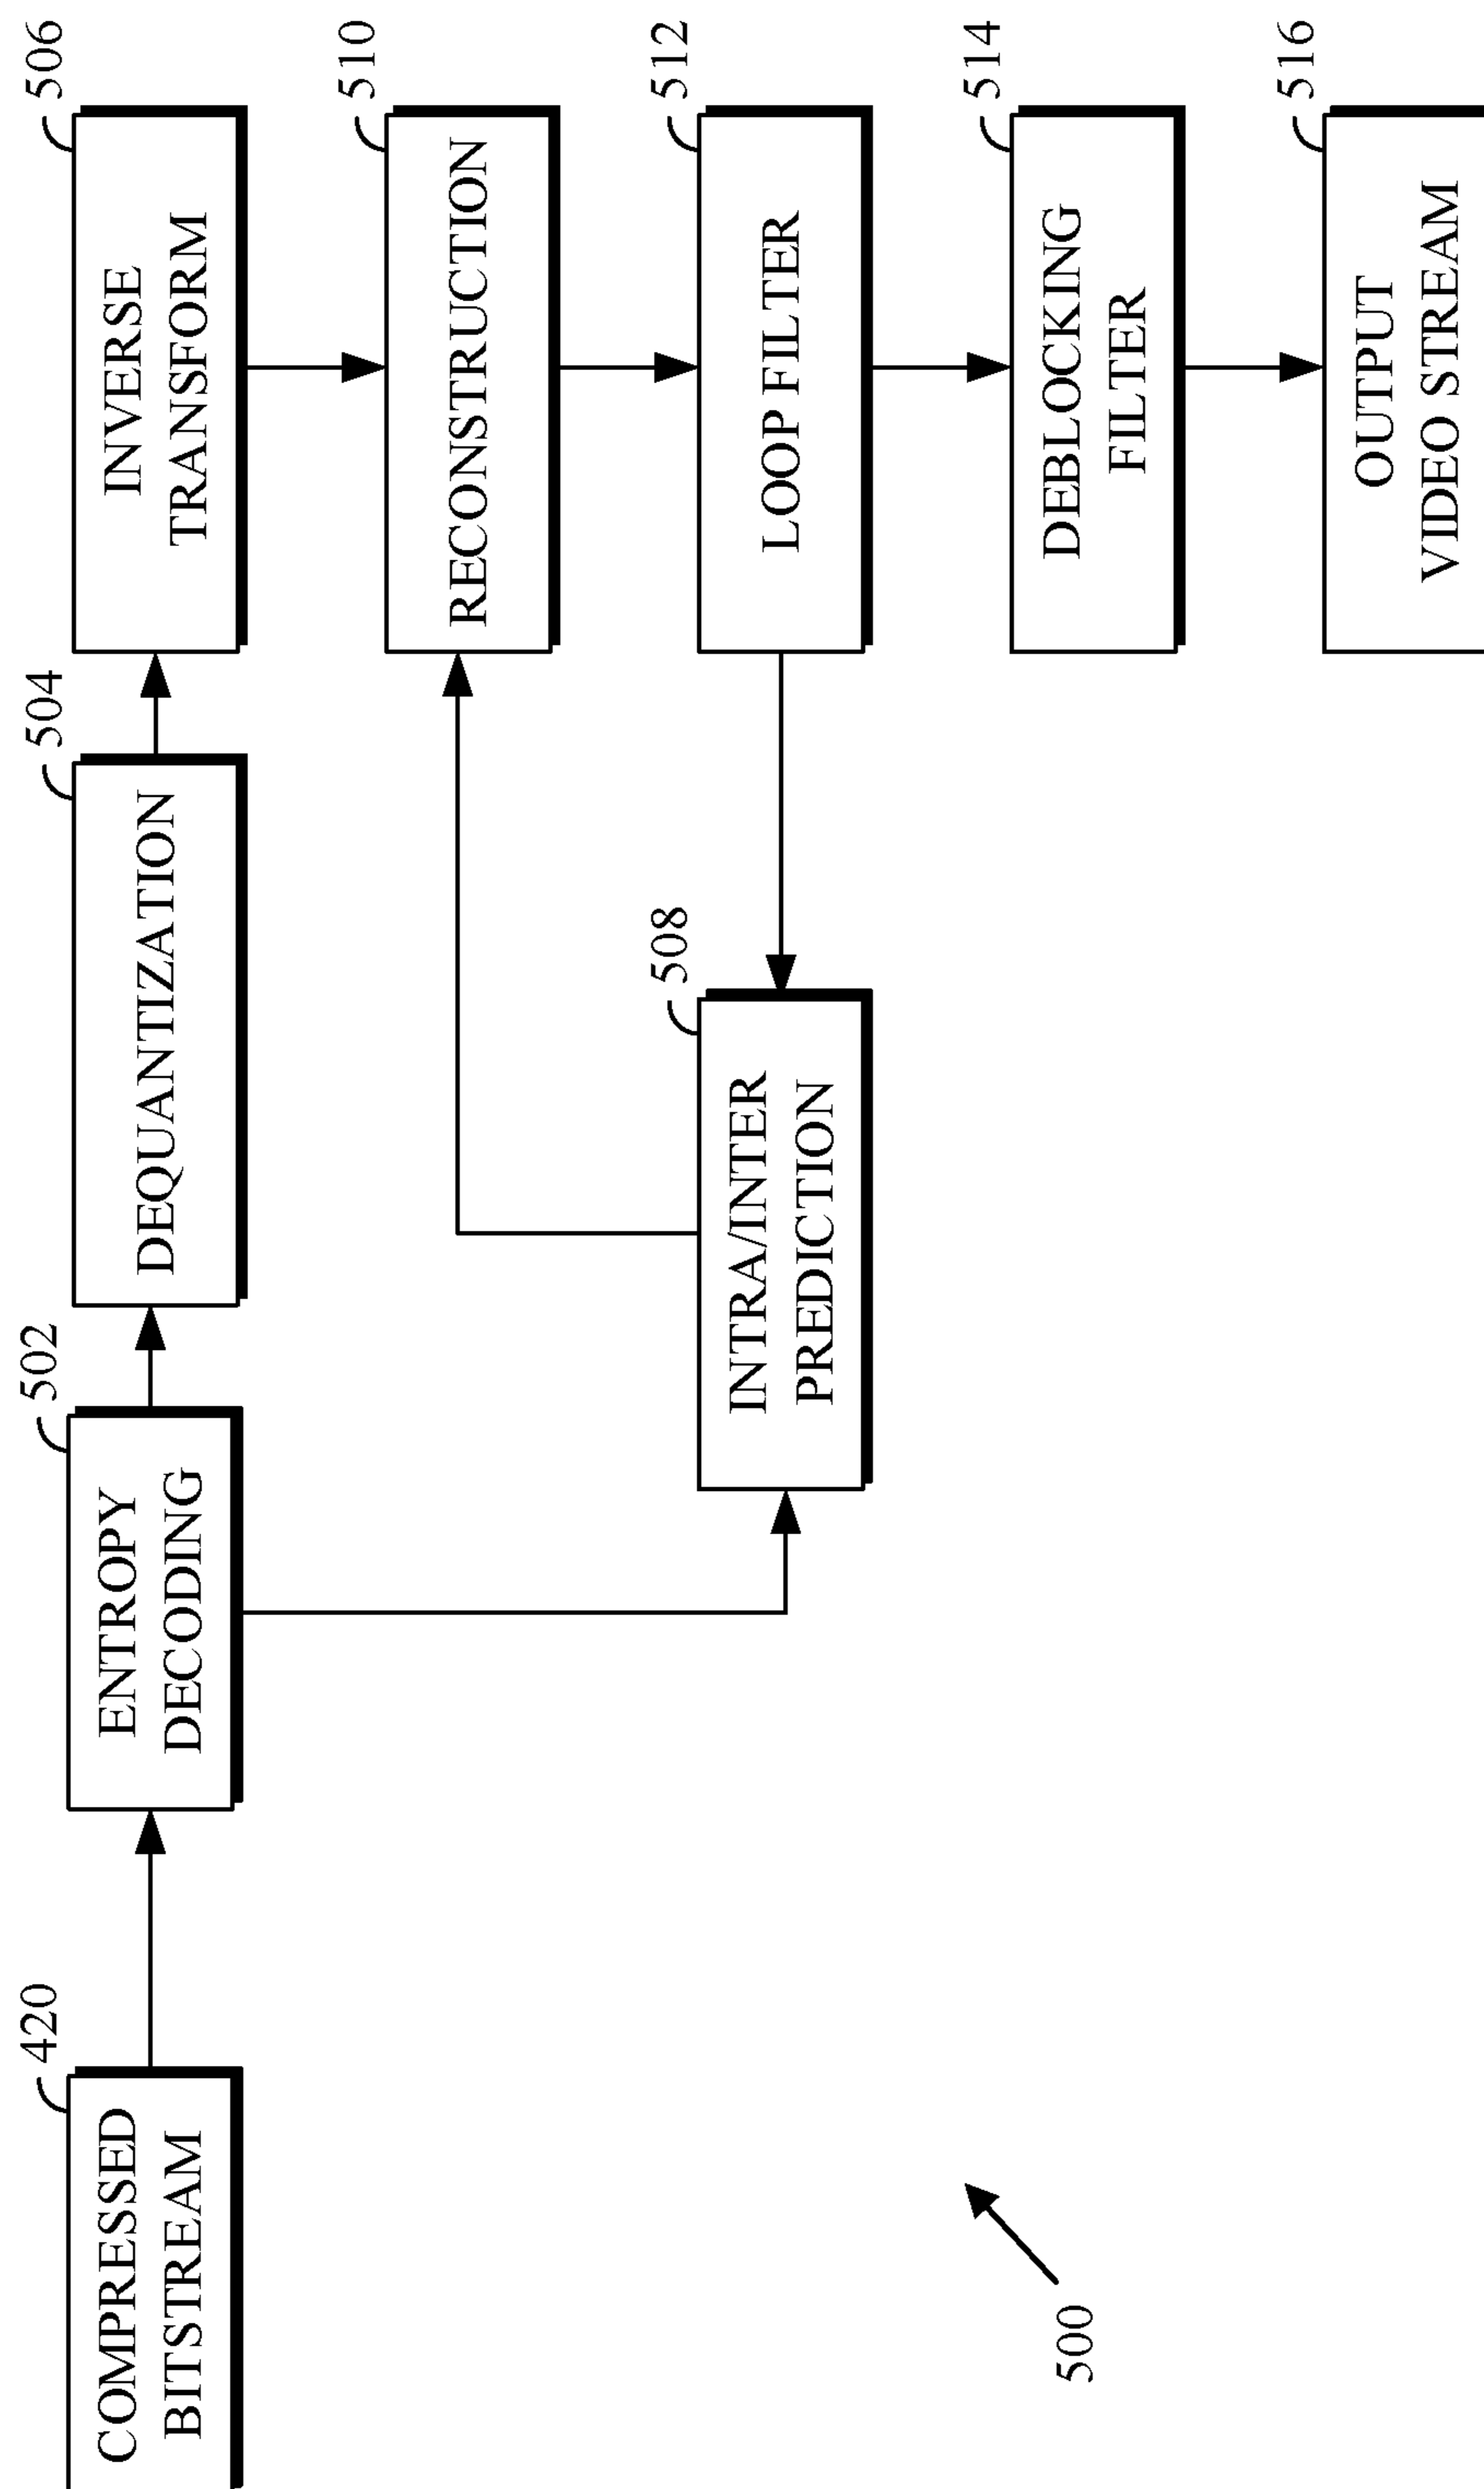 420
COMPRESSED
BITSTREAM
502
ENTROPY
DECODING
504
DEQUANTIZATION
506
INVERSE
TRANSFORM
510
RECONSTRUCTION
508
INTRA/INTER
PREDICTION
512
LOOP FILTER
514
DEBLOCKING
FILTER
516
OUTPUT
VIDEO STREAM
500